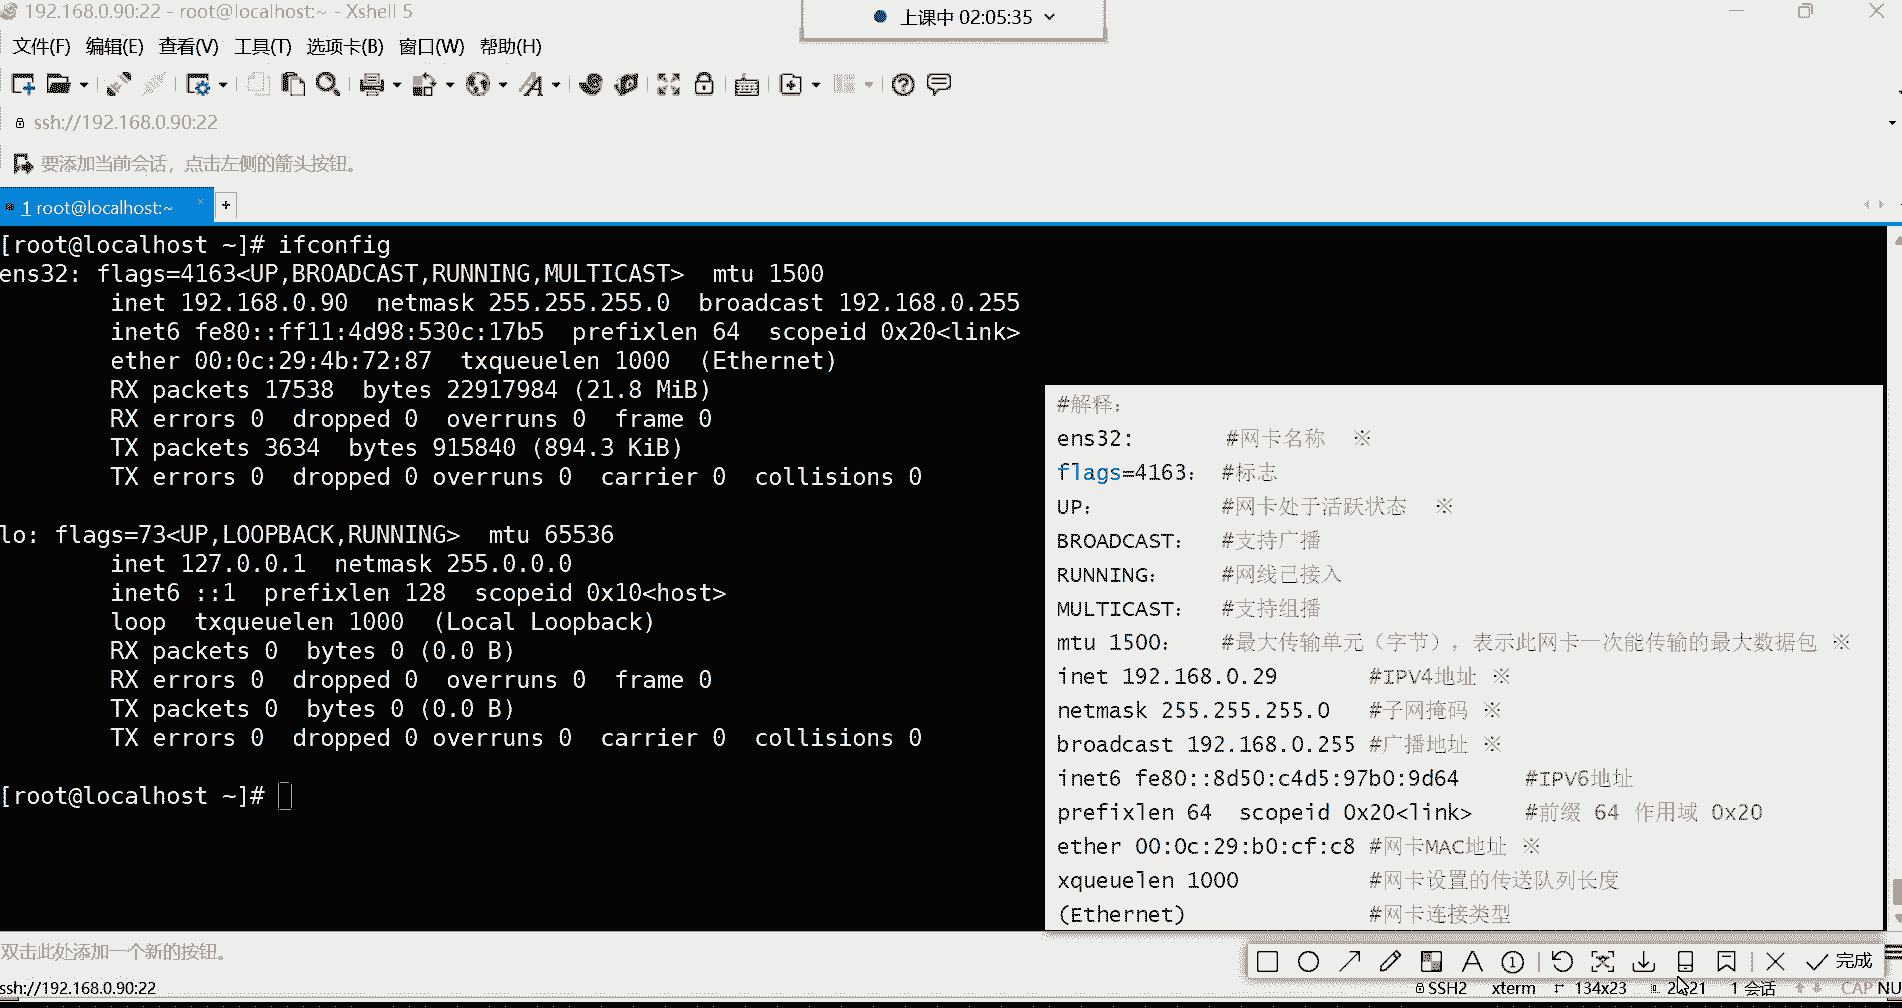 192.168.0.90:22 - root@localhost:~ - Xshell 5
上课中 02:05:35
文件(F) 编辑(E) 查看(V) 工具(T) 选项卡(B) 窗口(W) 帮助(H)
ssh://192.168.0.90:22
要添加当前会话，点击左侧的箭头按钮。
1 root@localhost:~ × +
[root@localhost ~]# ifconfig
ens32: flags=4163<UP,BROADCAST,RUNNING,MULTICAST>  mtu 1500
        inet 192.168.0.90  netmask 255.255.255.0  broadcast 192.168.0.255
        inet6 fe80::ff11:4d98:530c:17b5  prefixlen 64  scopeid 0x20<link>
        ether 00:0c:29:4b:72:87  txqueuelen 1000  (Ethernet)
        RX packets 17538  bytes 22917984 (21.8 MiB)
        RX errors 0  dropped 0  overruns 0  frame 0
        TX packets 3634  bytes 915840 (894.3 KiB)
        TX errors 0  dropped 0 overruns 0  carrier 0  collisions 0
lo: flags=73<UP,LOOPBACK,RUNNING>  mtu 65536
        inet 127.0.0.1  netmask 255.0.0.0
        inet6 ::1  prefixlen 128  scopeid 0x10<host>
        loop  txqueuelen 1000  (Local Loopback)
        RX packets 0  bytes 0 (0.0 B)
        RX errors 0  dropped 0  overruns 0  frame 0
        TX packets 0  bytes 0 (0.0 B)
        TX errors 0  dropped 0 overruns 0  carrier 0  collisions 0
[root@localhost ~]#
#解释：
ens32: #网卡名称 ※
flags=4163： #标志
UP： #网卡处于活跃状态 ※
BROADCAST： #支持广播
RUNNING： #网线已接入
MULTICAST： #支持组播
mtu 1500： #最大传输单元（字节），表示此网卡一次能传输的最大数据包 ※
inet 192.168.0.29 #IPV4地址 ※
netmask 255.255.255.0 #子网掩码 ※
broadcast 192.168.0.255 #广播地址 ※
inet6 fe80::8d50:c4d5:97b0:9d64 #IPV6地址
prefixlen 64  scopeid 0x20<link> #前缀 64 作用域 0x20
ether 00:0c:29:b0:cf:c8 #网卡MAC地址 ※
xqueuelen 1000 #网卡设置的传送队列长度
(Ethernet) #网卡连接类型
双击此处添加一个新的按钮。
完成
ssh://192.168.0.90:22 SSH2 xterm 134x23 1 会话 CAP NU